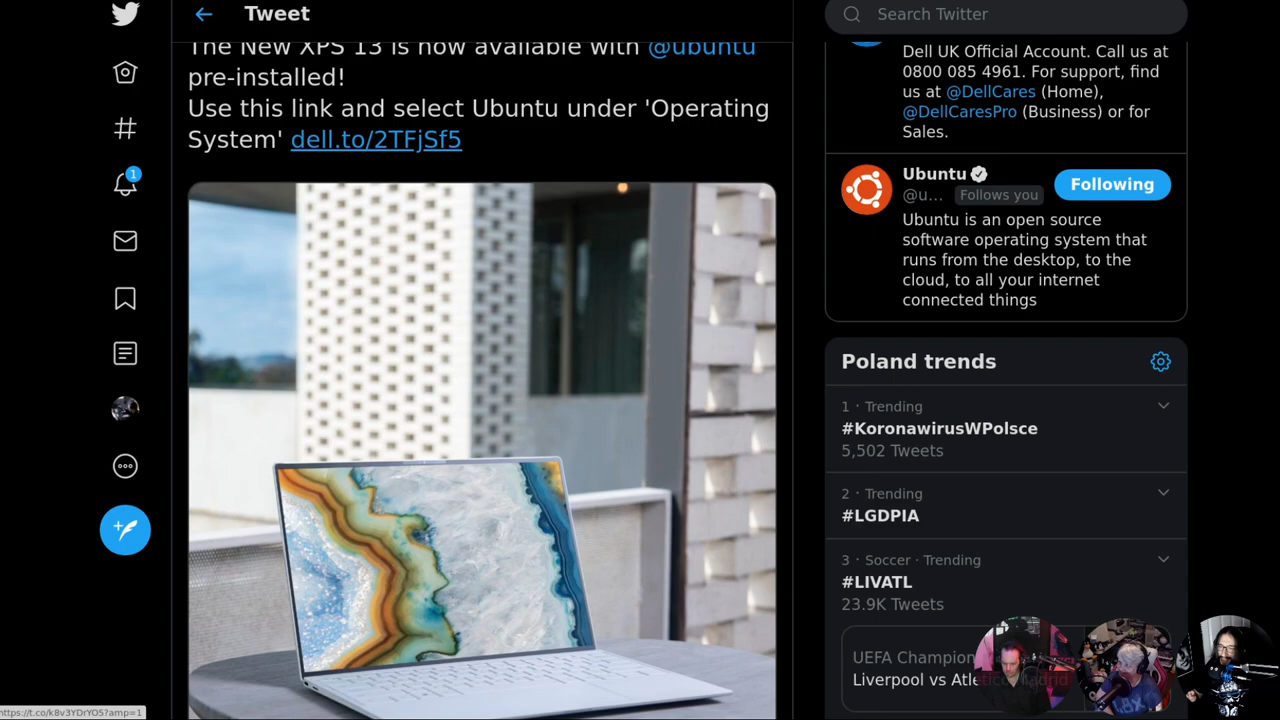 Tweet
The New XPS 13 is now available with @ubuntu
pre-installed!
Use this link and select Ubuntu under 'Operating
System' dell.to/2TFjSf5
1
Search Twitter
Dell UK Official Account. Call us at
0800 085 4961. For support, find
us at @DellCares (Home),
@DellCaresPro (Business) or for
Sales.
Ubuntu
@u... Follows you
Following
Ubuntu is an open source
software operating system that
runs from the desktop, to the
cloud, to all your internet
connected things
Poland trends
1 · Trending
#KoronawirusWPolsce
5,502 Tweets
2 · Trending
#LGDPIA
3 · Soccer · Trending
#LIVATL
23.9K Tweets
UEFA Champion
Liverpool vs Atletico Madrid
https://t.co/k8v3YDrYO5?amp=1